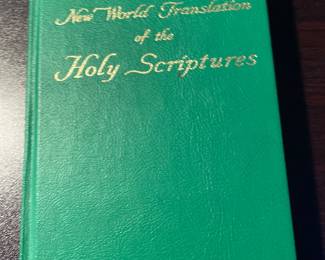 New World Translation
of the
Holy Scriptures